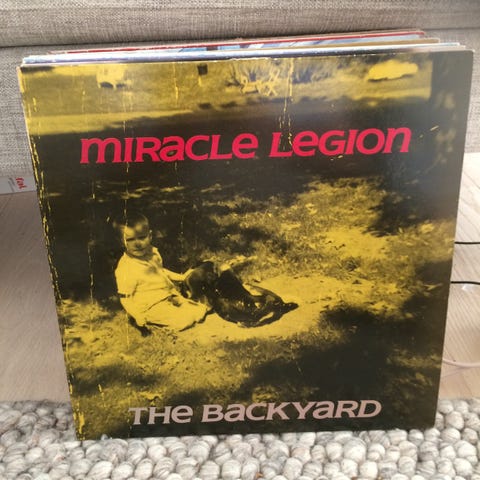 miracle legion
the backyard